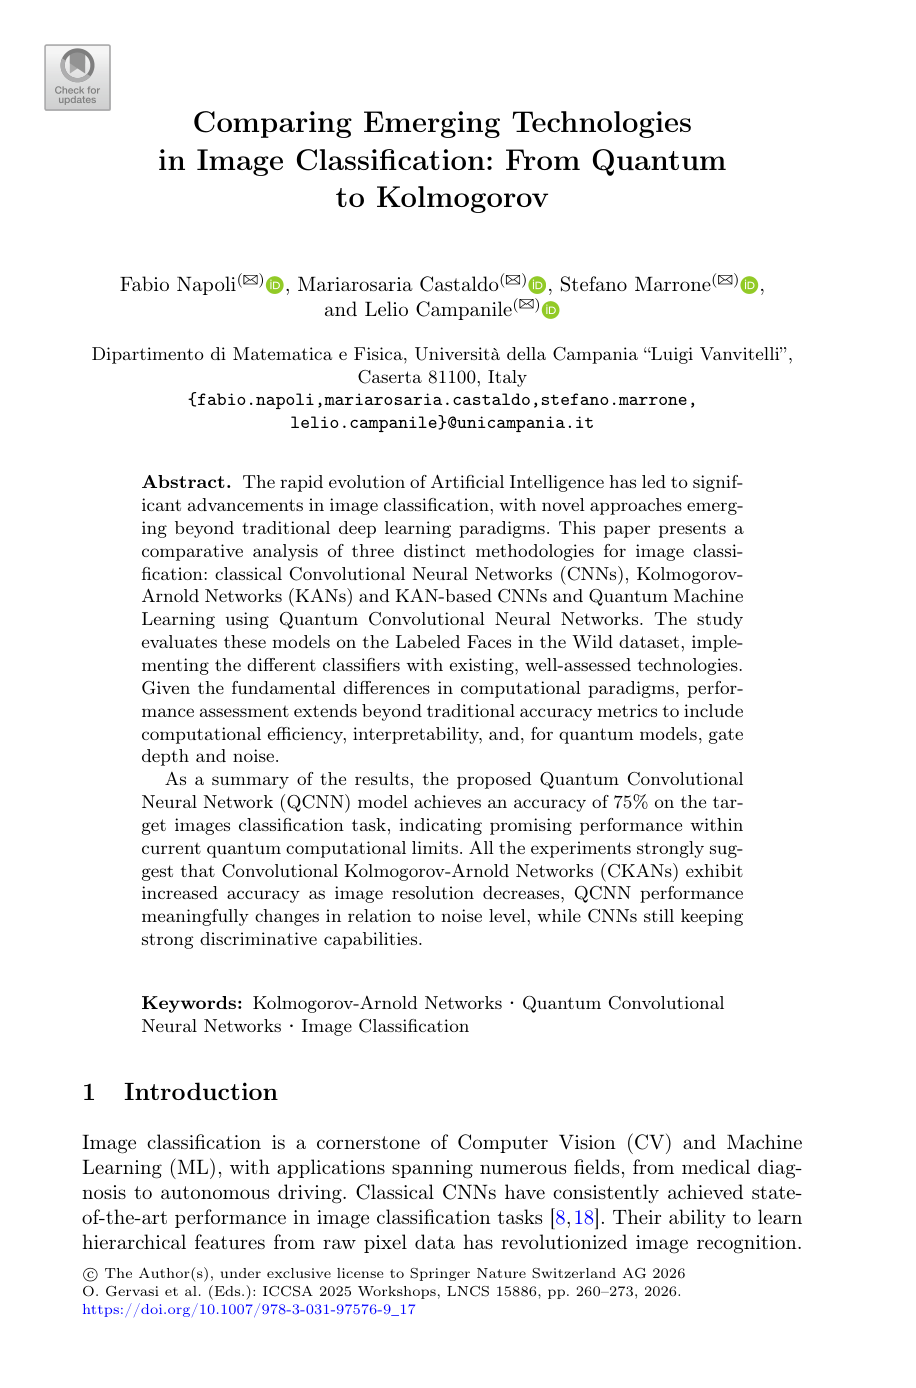 Check for
updates
Comparing Emerging Technologies
in Image Classification: From Quantum
to Kolmogorov
Fabio Napoli(✉), Mariarosaria Castaldo(✉), Stefano Marrone(✉),
and Lelio Campanile(✉)
Dipartimento di Matematica e Fisica, Università della Campania “Luigi Vanvitelli”,
Caserta 81100, Italy
{fabio.napoli,mariarosaria.castaldo,stefano.marrone,
lelio.campanile}@unicampania.it
Abstract. The rapid evolution of Artificial Intelligence has led to signif-
icant advancements in image classification, with novel approaches emerg-
ing beyond traditional deep learning paradigms. This paper presents a
comparative analysis of three distinct methodologies for image classi-
fication: classical Convolutional Neural Networks (CNNs), Kolmogorov-
Arnold Networks (KANs) and KAN-based CNNs and Quantum Machine
Learning using Quantum Convolutional Neural Networks. The study
evaluates these models on the Labeled Faces in the Wild dataset, imple-
menting the different classifiers with existing, well-assessed technologies.
Given the fundamental differences in computational paradigms, perfor-
mance assessment extends beyond traditional accuracy metrics to include
computational efficiency, interpretability, and, for quantum models, gate
depth and noise.
As a summary of the results, the proposed Quantum Convolutional
Neural Network (QCNN) model achieves an accuracy of 75% on the tar-
get images classification task, indicating promising performance within
current quantum computational limits. All the experiments strongly sug-
gest that Convolutional Kolmogorov-Arnold Networks (CKANs) exhibit
increased accuracy as image resolution decreases, QCNN performance
meaningfully changes in relation to noise level, while CNNs still keeping
strong discriminative capabilities.
Keywords: Kolmogorov-Arnold Networks · Quantum Convolutional
Neural Networks · Image Classification
1 Introduction
Image classification is a cornerstone of Computer Vision (CV) and Machine
Learning (ML), with applications spanning numerous fields, from medical diag-
nosis to autonomous driving. Classical CNNs have consistently achieved state-
of-the-art performance in image classification tasks [8,18]. Their ability to learn
hierarchical features from raw pixel data has revolutionized image recognition.
© The Author(s), under exclusive license to Springer Nature Switzerland AG 2026
O. Gervasi et al. (Eds.): ICCSA 2025 Workshops, LNCS 15886, pp. 260–273, 2026.
https://doi.org/10.1007/978-3-031-97576-9_17